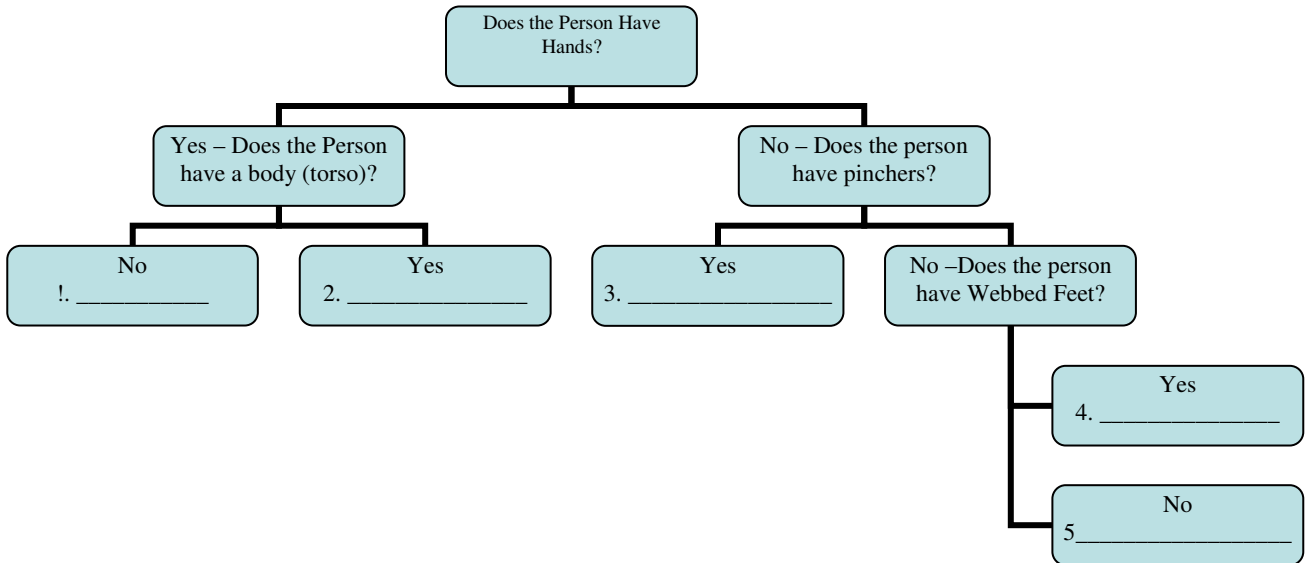 Does the Person Have
Hands?
Yes – Does the Person
have a body (torso)?
No – Does the person
have pinchers?
No
!. ___________
Yes
2. _______________
Yes
3. _________________
No –Does the person
have Webbed Feet?
Yes
4. _______________
No
5__________________